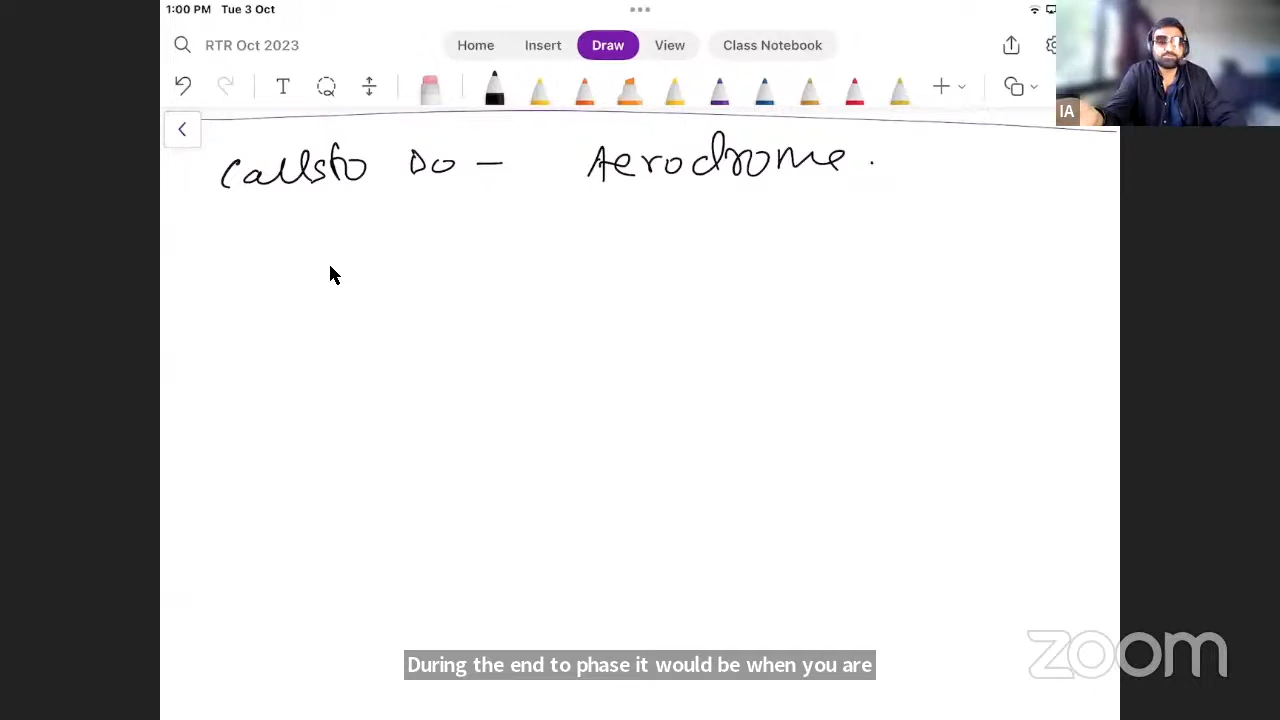 1:00 PM Tue 3 Oct
RTR Oct 2023
Home Insert Draw View Class Notebook
T
IA
Callsto Do - Aerodrome.
During the end to phase it would be when you are
zoom